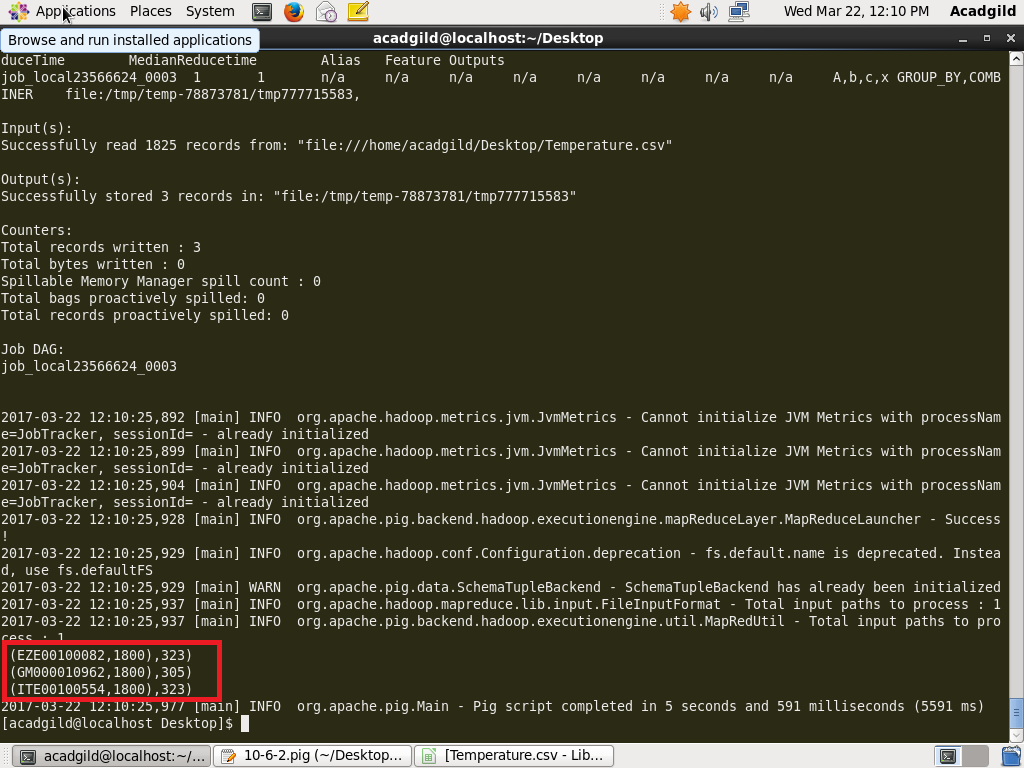 Applications Places System Wed Mar 22, 12:10 PM Acadgild
Browse and run installed applications
acadgild@localhost:~/Desktop
duceTime MedianReducetime Alias Feature Outputs
job_local23566624_0003 1 1 n/a n/a n/a n/a n/a n/a n/a n/a A,b,c,x GROUP_BY,COMB
INER file:/tmp/temp-78873781/tmp777715583,
Input(s):
Successfully read 1825 records from: "file:///home/acadgild/Desktop/Temperature.csv"
Output(s):
Successfully stored 3 records in: "file:/tmp/temp-78873781/tmp777715583"
Counters:
Total records written : 3
Total bytes written : 0
Spillable Memory Manager spill count : 0
Total bags proactively spilled: 0
Total records proactively spilled: 0
Job DAG:
job_local23566624_0003
2017-03-22 12:10:25,892 [main] INFO org.apache.hadoop.metrics.jvm.JvmMetrics - Cannot initialize JVM Metrics with processNam
e=JobTracker, sessionId= - already initialized
2017-03-22 12:10:25,899 [main] INFO org.apache.hadoop.metrics.jvm.JvmMetrics - Cannot initialize JVM Metrics with processNam
e=JobTracker, sessionId= - already initialized
2017-03-22 12:10:25,904 [main] INFO org.apache.hadoop.metrics.jvm.JvmMetrics - Cannot initialize JVM Metrics with processNam
e=JobTracker, sessionId= - already initialized
2017-03-22 12:10:25,928 [main] INFO org.apache.pig.backend.hadoop.executionengine.mapReduceLayer.MapReduceLauncher - Success
!
2017-03-22 12:10:25,929 [main] INFO org.apache.hadoop.conf.Configuration.deprecation - fs.default.name is deprecated. Instea
d, use fs.defaultFS
2017-03-22 12:10:25,929 [main] WARN org.apache.pig.data.SchemaTupleBackend - SchemaTupleBackend has already been initialized
2017-03-22 12:10:25,937 [main] INFO org.apache.hadoop.mapreduce.lib.input.FileInputFormat - Total input paths to process : 1
2017-03-22 12:10:25,937 [main] INFO org.apache.pig.backend.hadoop.executionengine.util.MapRedUtil - Total input paths to pro
cess : 1
(EZE00100082,1800),323)
(GM000010962,1800),305)
(ITE00100554,1800),323)
2017-03-22 12:10:25,977 [main] INFO org.apache.pig.Main - Pig script completed in 5 seconds and 591 milliseconds (5591 ms)
[acadgild@localhost Desktop]$
acadgild@localhost:~/... 10-6-2.pig (~/Desktop... [Temperature.csv - Lib...